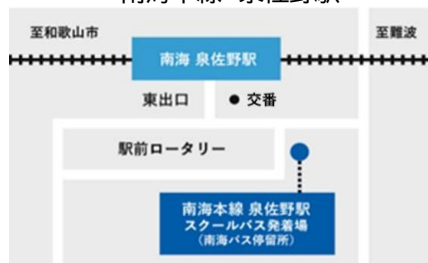 至和歌山市
至難波
南海 泉佐野駅
東出口
● 交番
駅前ロータリー
南海本線 泉佐野駅
スクールバス発着場
(南海バス停留所)